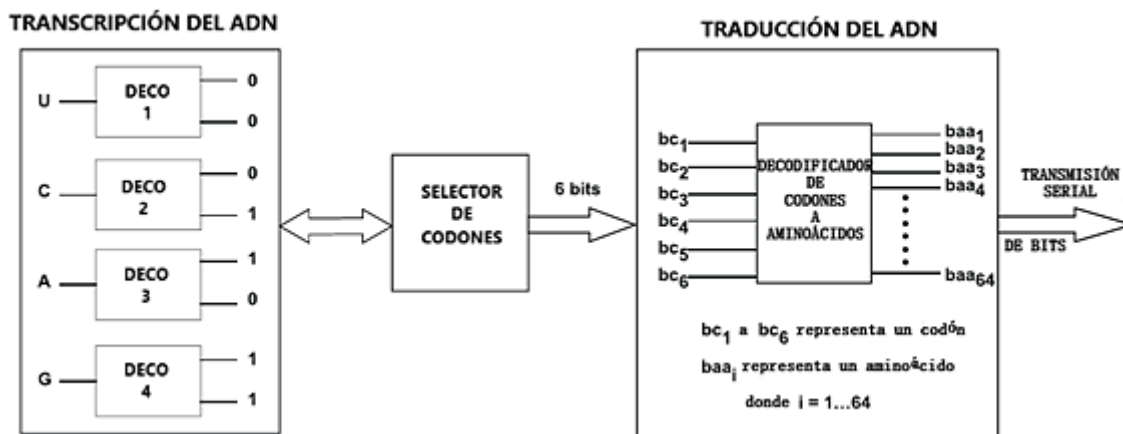 TRANSCRIPCIÓN DEL ADN
U
DECO
1
0
0
C
DECO
2
0
1
A
DECO
3
1
0
G
DECO
4
1
1
SELECTOR
DE
CODONES
6 bits
TRADUCCIÓN DEL ADN
bc1
bc2
bc3
bc4
bc5
bc6
DECODIFICADOR
DE
CODONES
A
AMINOÁCIDOS
baa1
baa2
baa3
baa4
baa64
bc1 a bc6 representa un codón
baai representa un aminoácido
donde i = 1...64
TRANSMISIÓN
SERIAL
DE BITS